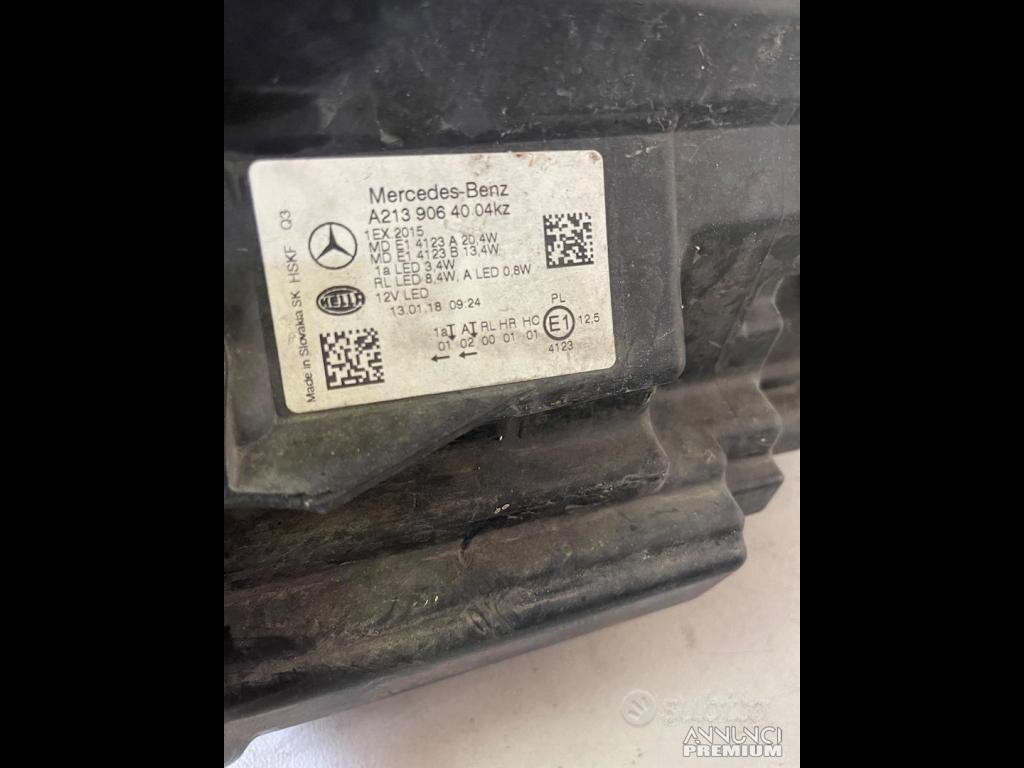 Mercedes-Benz
A213 906 40 04kz
1EX.2015
MD E1 4123 A 20,4W
MD E1 4123 B 13,4W
1a LED 3,4W
RL LED 8,4W, A LED 0,8W
12V LED
13.01.18 09:24
HELLA
Made in Slovakia SK HSKF Q3
1a A RL HR HC
01 02 00 01 01
PL
E1 12,5
4123
subito
ANNUNCI
PREMIUM